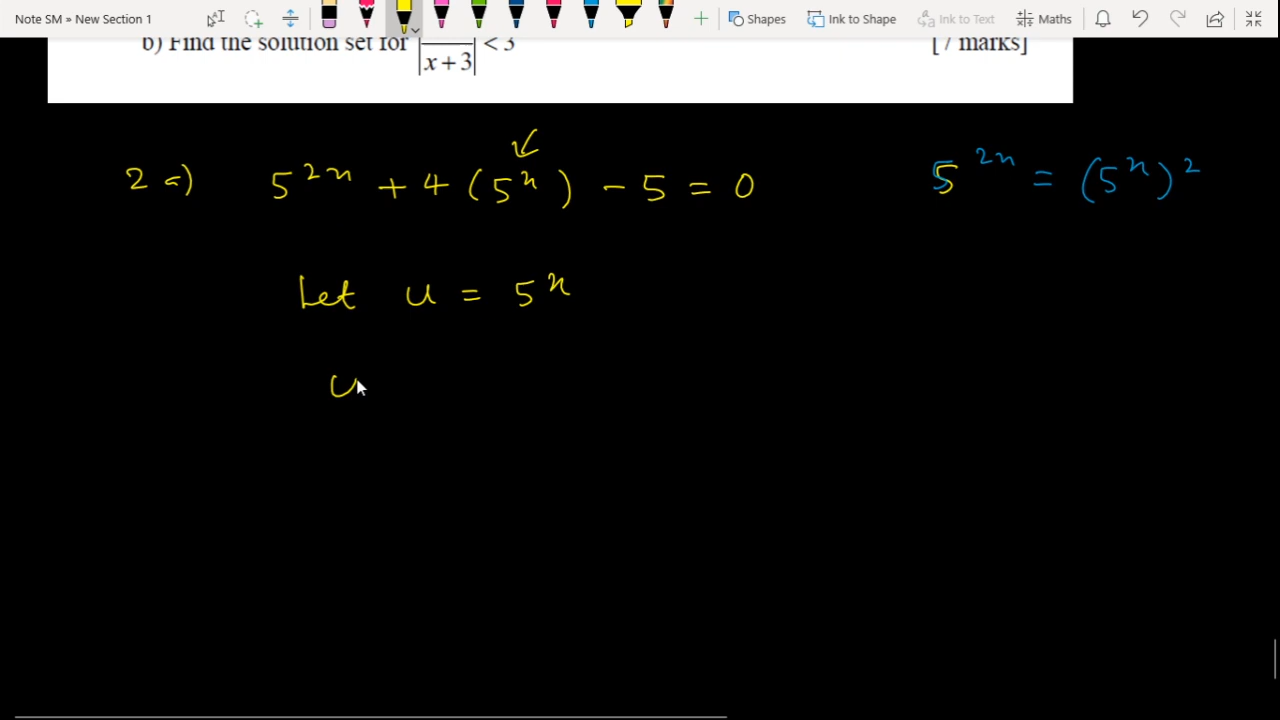 Note SM » New Section 1 Shapes Ink to Shape Ink to Text Maths
b) Find the solution set for |x+3| < 3 [7 marks]
2 a) 5^{2x} + 4(5^x) - 5 = 0 5^{2x} = (5^x)^2
Let u = 5^x
u